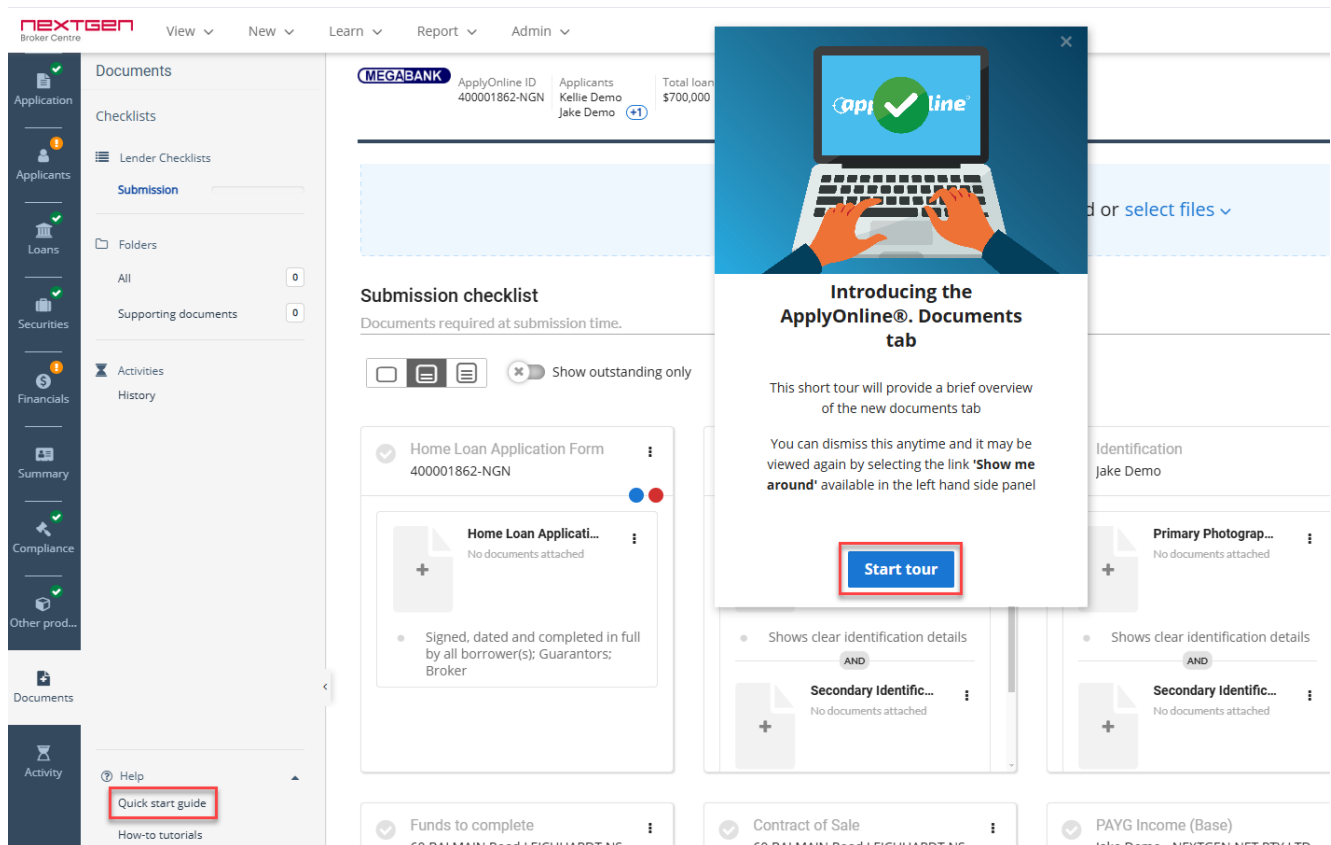 NEXTGEN
Broker Centre
View
New
Learn
Report
Admin
Application
Applicants
Loans
Securities
Financials
Summary
Compliance
Other prod...
Documents
Activity
Documents
Checklists
Lender Checklists
Submission
Folders
All
0
Supporting documents
0
Activities
History
Help
Quick start guide
How-to tutorials
MEGABANK
ApplyOnline ID
400001862-NGN
Applicants
Kellie Demo
Jake Demo +1
Total loan
$700,000
d or select files
Submission checklist
Documents required at submission time.
Show outstanding only
Home Loan Application Form
400001862-NGN
Home Loan Applicati...
No documents attached
Signed, dated and completed in full
by all borrower(s); Guarantors;
Broker
Introducing the
ApplyOnline®. Documents
tab
This short tour will provide a brief overview
of the new documents tab
You can dismiss this anytime and it may be
viewed again by selecting the link 'Show me
around' available in the left hand side panel
Start tour
Shows clear identification details
AND
Secondary Identific...
No documents attached
Identification
Jake Demo
Primary Photograp...
No documents attached
Shows clear identification details
AND
Secondary Identific...
No documents attached
Funds to complete
Contract of Sale
PAYG Income (Base)